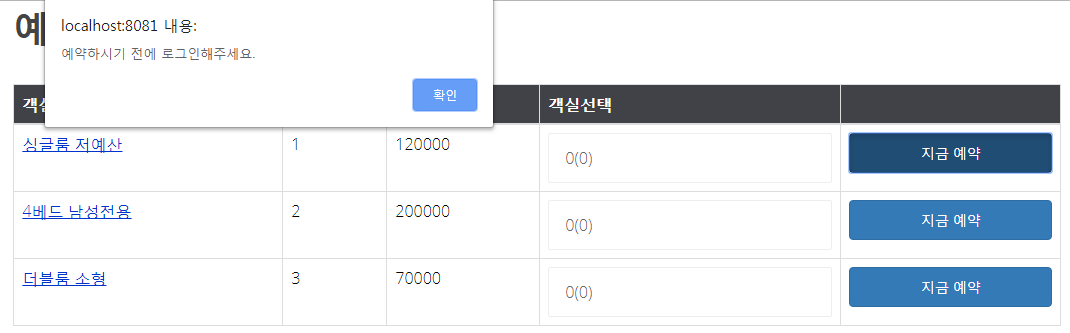 예
localhost:8081 내용:
예약하시기 전에 로그인해주세요.
확인
객실선택
싱글룸 저예산 1 120000 0(0) 지금 예약
4베드 남성전용 2 200000 0(0) 지금 예약
더블룸 소형 3 70000 0(0) 지금 예약